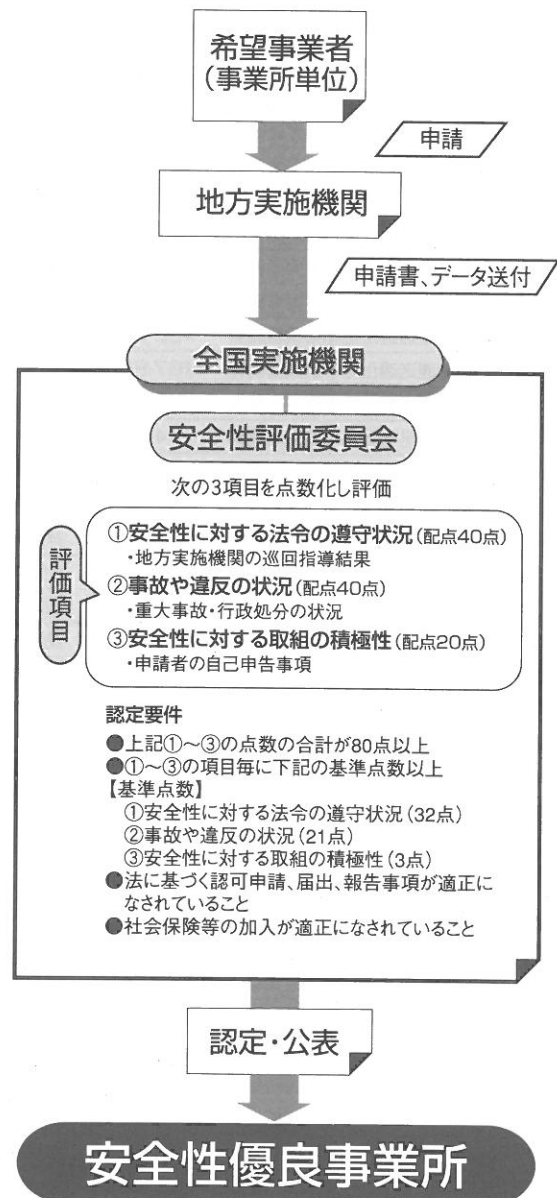 希望事業者
(事業所単位)
申請
地方実施機関
申請書、データ送付
全国実施機関
安全性評価委員会
次の3項目を点数化し評価
評価項目
①安全性に対する法令の遵守状況(配点40点)
・地方実施機関の巡回指導結果
②事故や違反の状況(配点40点)
・重大事故・行政処分の状況
③安全性に対する取組の積極性(配点20点)
・申請者の自己申告事項
認定要件
●上記①~③の点数の合計が80点以上
●①~③の項目毎に下記の基準点数以上
【基準点数】
①安全性に対する法令の遵守状況(32点)
②事故や違反の状況(21点)
③安全性に対する取組の積極性(3点)
●法に基づく認可申請、届出、報告事項が適正に
なされていること
●社会保険等の加入が適正になされていること
認定・公表
安全性優良事業所